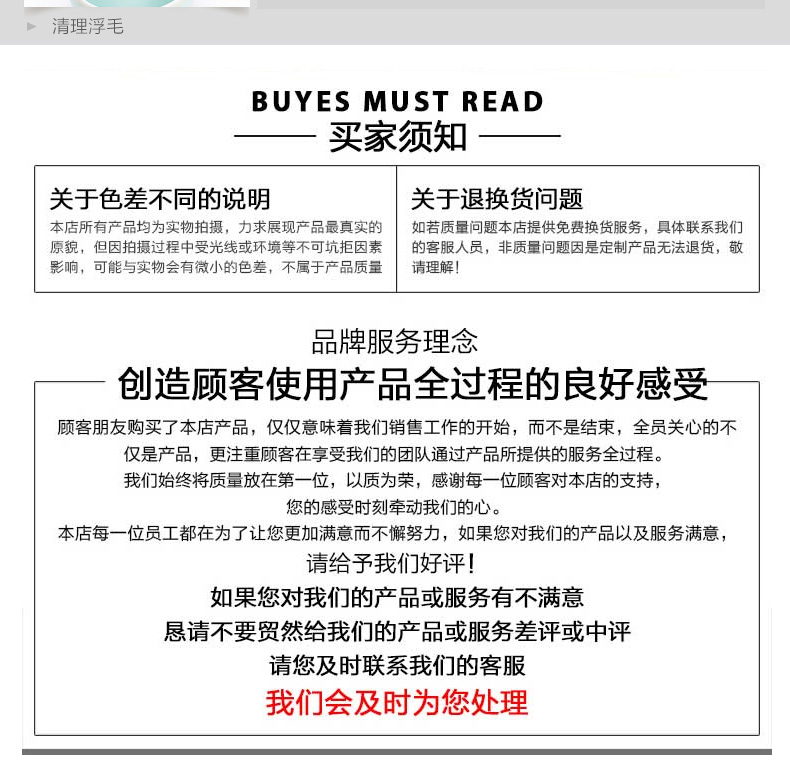 清理浮毛
BUYES MUST READ
买家须知
关于色差不同的说明
本店所有产品均为实物拍摄，力求展现产品最真实的
原貌，但因拍摄过程中受光线或环境等不可坑拒因素
影响，可能与实物会有微小的色差，不属于产品质量
关于退换货问题
如若质量问题本店提供免费换货服务，具体联系我们
的客服人员，非质量问题因是定制产品无法退货，敬
请理解！
品牌服务理念
创造顾客使用产品全过程的良好感受
顾客朋友购买了本店产品，仅仅意味着我们销售工作的开始，而不是结束，全员关心的不
仅是产品，更注重顾客在享受我们的团队通过产品所提供的服务全过程。
我们始终将质量放在第一位，以质为荣，感谢每一位顾客对本店的支持，
您的感受时刻牵动我们的心。
本店每一位员工都在为了让您更加满意而不懈努力，如果您对我们的产品以及服务满意，
请给予我们好评！
如果您对我们的产品或服务有不满意
恳请不要贸然给我们的产品或服务差评或中评
请您及时联系我们的客服
我们会及时为您处理